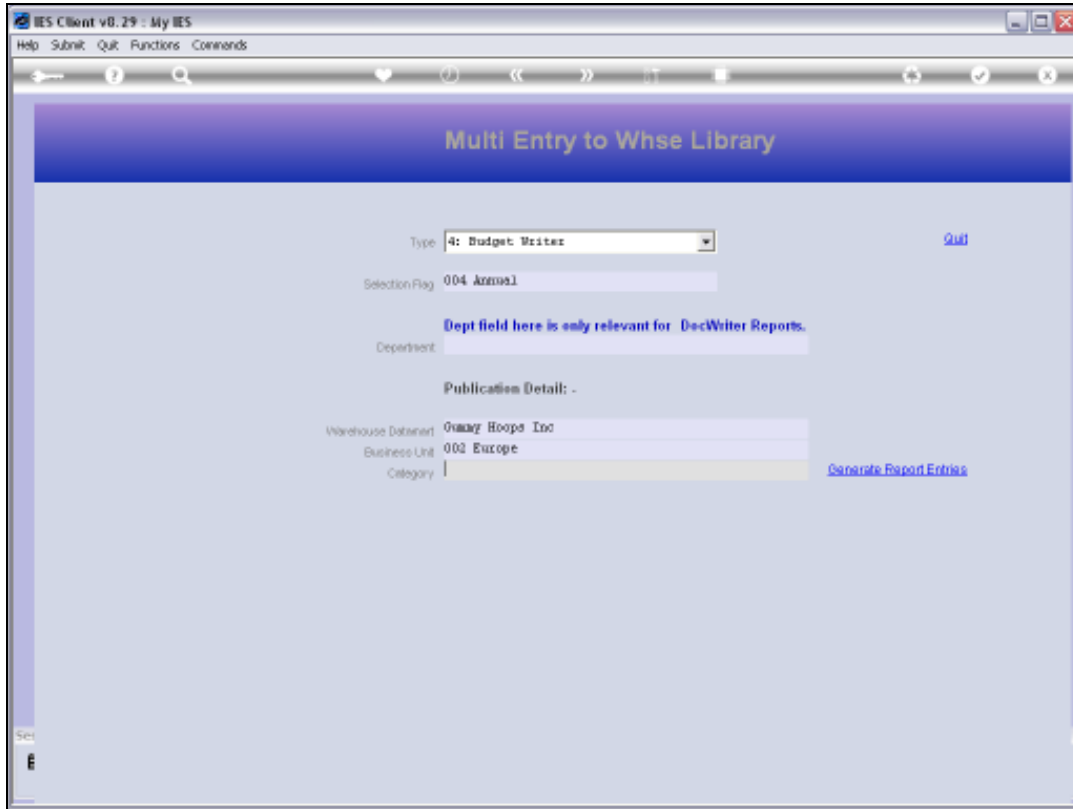 IES Client v8.29 : My IES
Help Submit Quit Functions Commands
Multi Entry to Whse Library
Type 4: Budget Writer
Quit
Selection Flag 004 Annual
Dept field here is only relevant for DocWriter Reports.
Department
Publication Detail: -
Warehouse Datamart Gummy Hoops Inc
Business Unit 002 Europe
Category
Generate Report Entries